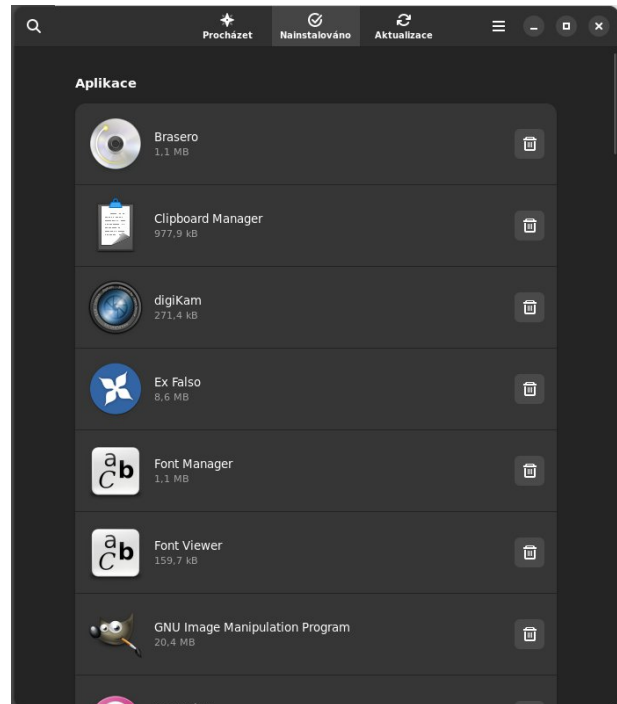 Procházet
Nainstalováno
Aktualizace
Aplikace
Brasero
1,1 MB
Clipboard Manager
977,9 kB
digiKam
271,4 kB
Ex Falso
8,6 MB
a
C b
Font Manager
1,1 MB
a
C b
Font Viewer
159,7 kB
GNU Image Manipulation Program
20,4 MB